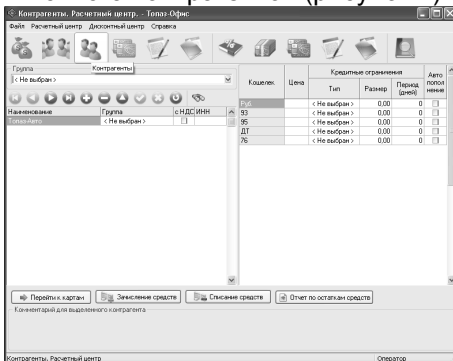 Контрагенты. Расчетный центр. - Топаз-Офис
Файл Расчетный центр Дисконтный центр Справка
Контрагенты
Группа
< Не выбран >
Наименование Группа с НДС ИНН
Топаз-Авто < Не выбран >
Кошелек Цена Кредитные ограничения Авто пополнение
Тип Размер Период (дней)
Руб. < Не выбран > 0,00 0
93 < Не выбран > 0,00 0
95 < Не выбран > 0,00 0
ДТ < Не выбран > 0,00 0
76 < Не выбран > 0,00 0
Перейти к картам Зачисление средств Списание средств Отчет по остаткам средств
Комментарий для выделенного контрагента
Контрагенты. Расчетный центр Оператор